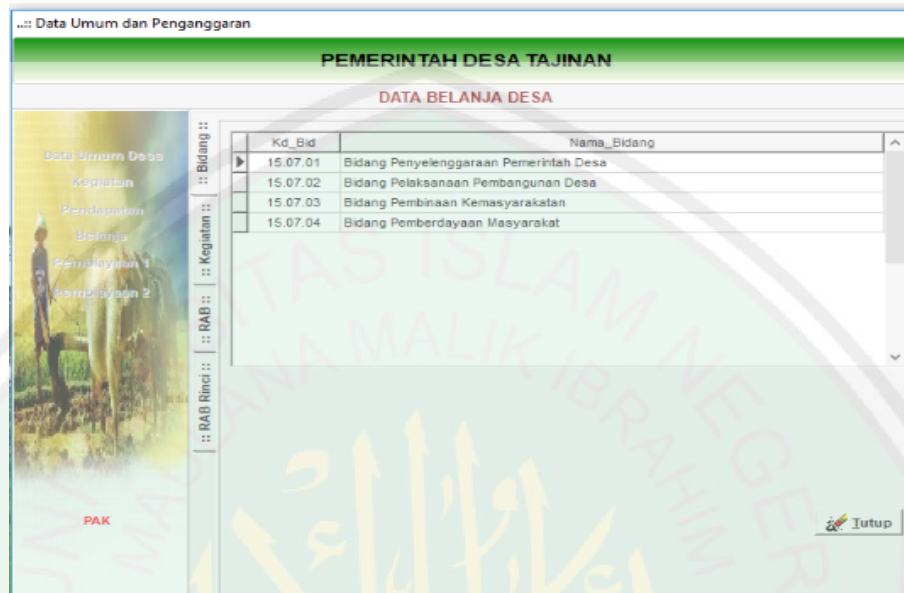 ..:: Data Umum dan Penganggaran
PEMERINTAH DESA TAJINAN
DATA BELANJA DESA
Data Umum Desa
Kegiatan
Pendapatan
Belanja
Pembiayaan 1
Pembiayaan 2
PAK
:: Bidang ::
:: Kegiatan ::
:: RAB ::
:: RAB Rinci ::
Kd_Bid Nama_Bidang
15.07.01 Bidang Penyelenggaraan Pemerintah Desa
15.07.02 Bidang Pelaksanaan Pembangunan Desa
15.07.03 Bidang Pembinaan Kemasyarakatan
15.07.04 Bidang Pemberdayaan Masyarakat
Tutup
MAULANA MALIK IBRAHIM